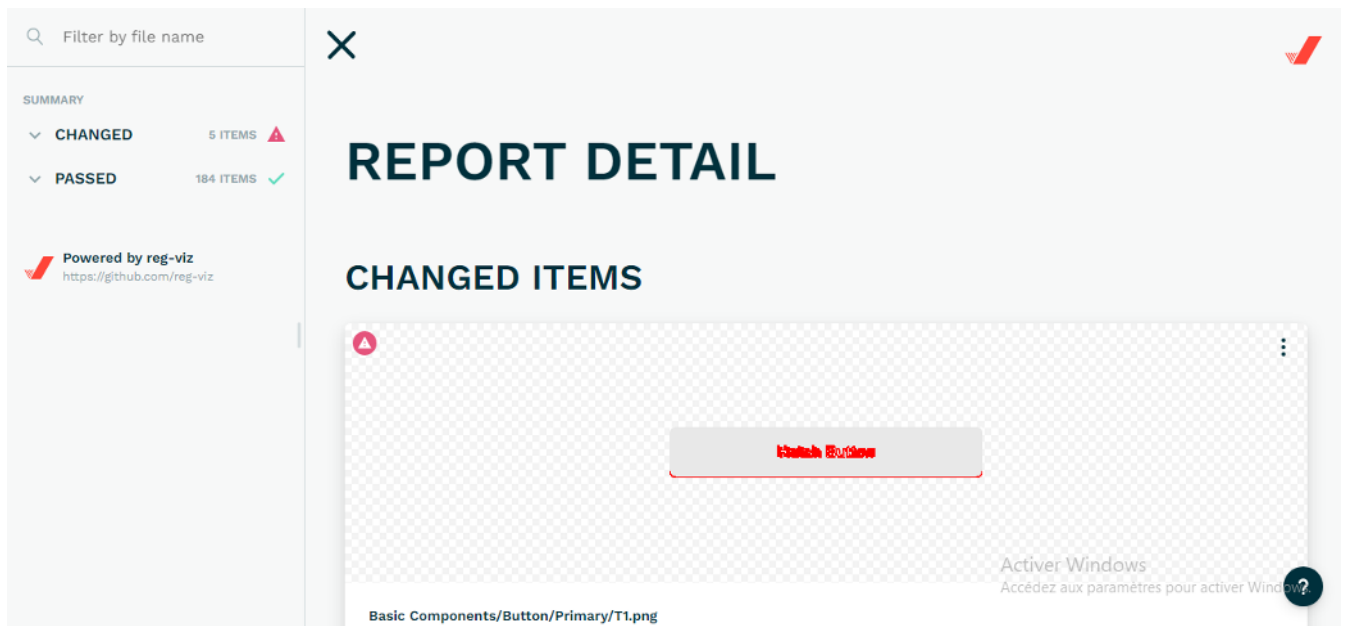 Filter by file name
SUMMARY
CHANGED 5 ITEMS
PASSED 184 ITEMS
Powered by reg-viz
https://github.com/reg-viz
REPORT DETAIL
CHANGED ITEMS
Button
Basic Components/Button/Primary/T1.png
Activer Windows
Accédez aux paramètres pour activer Windows.
?